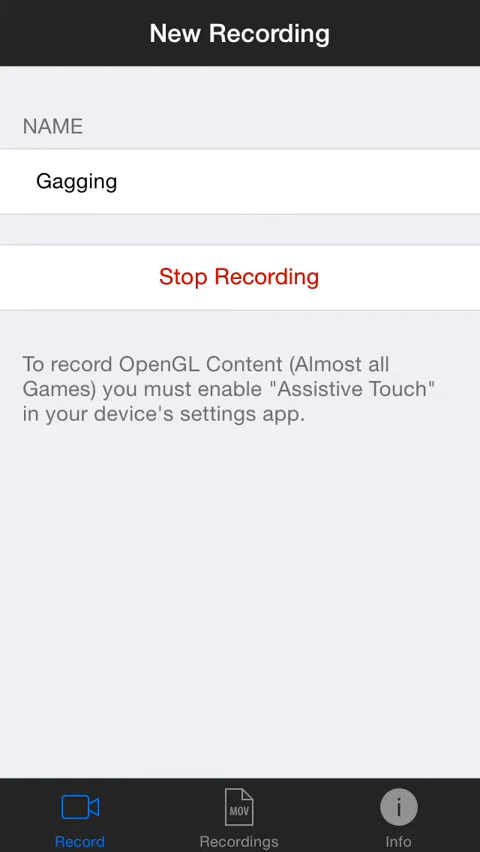 New Recording
NAME
Gagging
Stop Recording
To record OpenGL Content (Almost all
Games) you must enable "Assistive Touch"
in your device's settings app.
MOV
i
Record
Recordings
Info